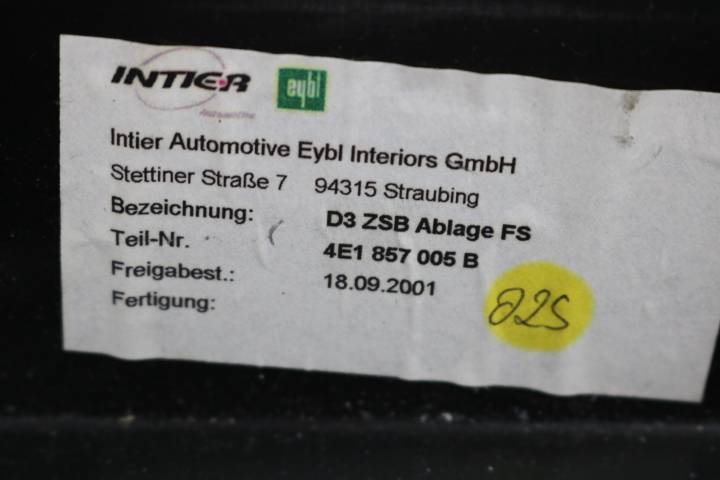 INTIER eybl
Automotive
Intier Automotive Eybl Interiors GmbH
Stettiner Straße 7 94315 Straubing
Bezeichnung: D3 ZSB Ablage FS
Teil-Nr. 4E1 857 005 B
Freigabest.: 18.09.2001
Fertigung: